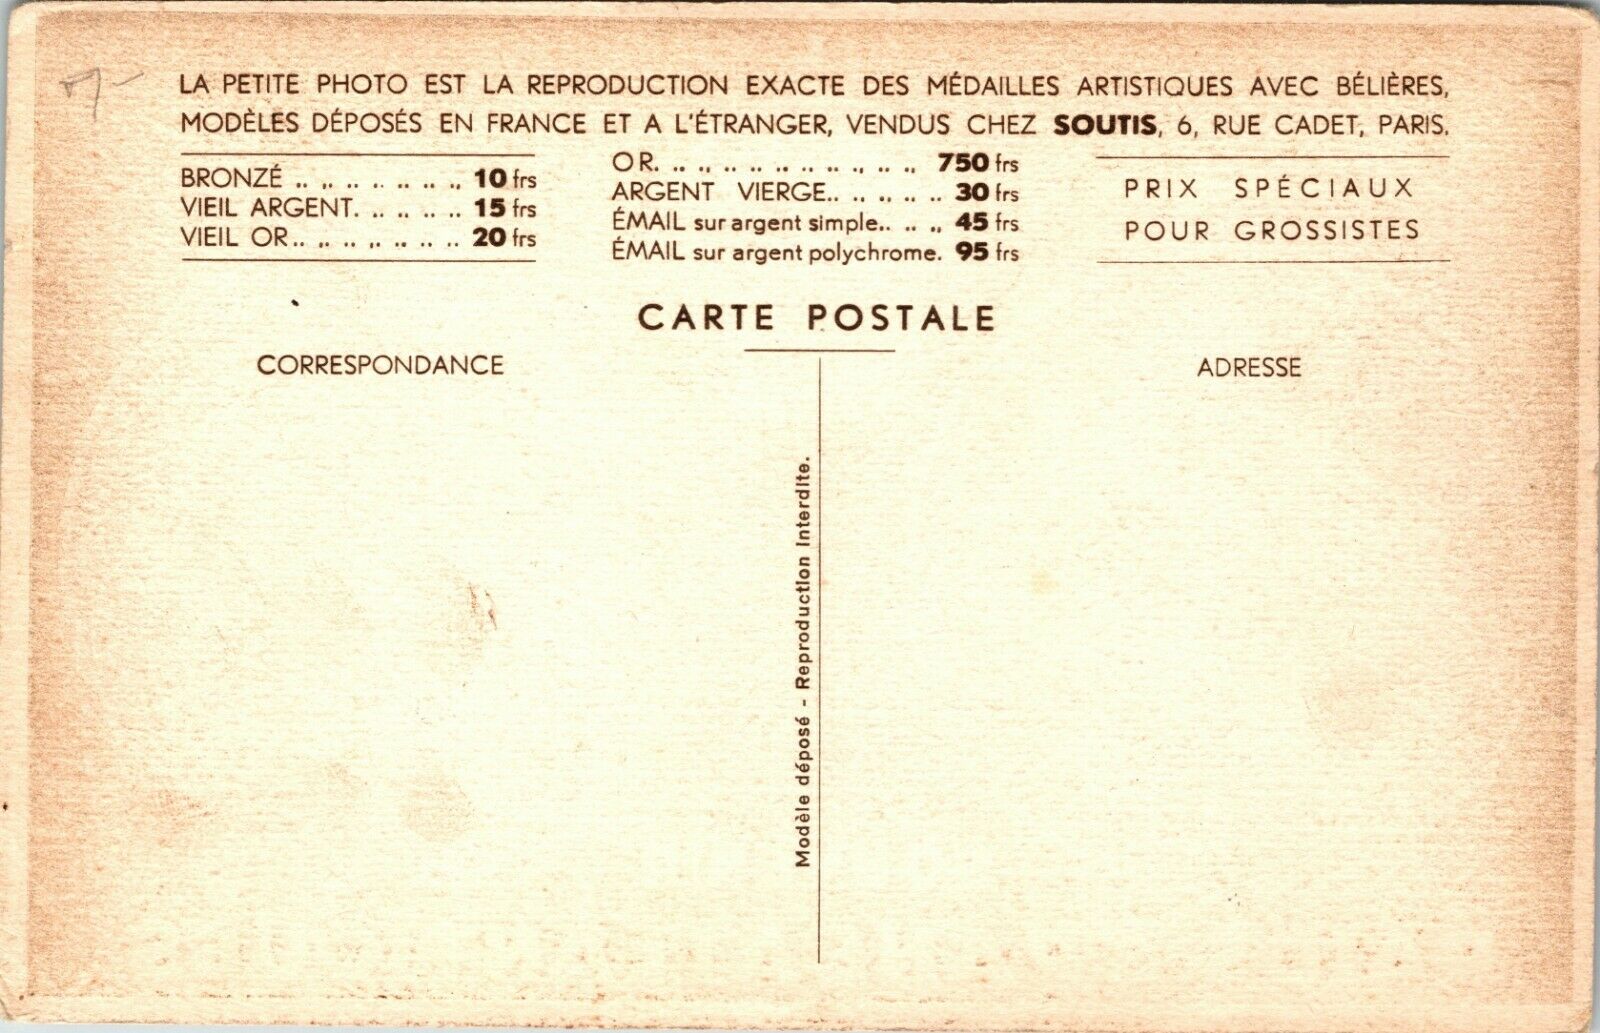 LA PETITE PHOTO EST LA REPRODUCTION EXACTE DES MÉDAILLES ARTISTIQUES AVEC BÉLIÈRES,
MODÈLES DÉPOSÉS EN FRANCE ET A L'ÉTRANGER, VENDUS CHEZ SOUTIS, 6, RUE CADET, PARIS.
BRONZÉ .. .. .. .. .. .. .. 10 frs
VIEIL ARGENT. .. .. .. .. 15 frs
VIEIL OR.. .. .. .. .. .. .. 20 frs
OR. .. .. .. .. .. .. .. .. .. .. 750 frs
ARGENT VIERGE.. .. .. .. .. 30 frs
ÉMAIL sur argent simple.. .. .. 45 frs
ÉMAIL sur argent polychrome. 95 frs
PRIX SPÉCIAUX
POUR GROSSISTES
CARTE POSTALE
CORRESPONDANCE
ADRESSE
Modèle déposé - Reproduction Interdite.